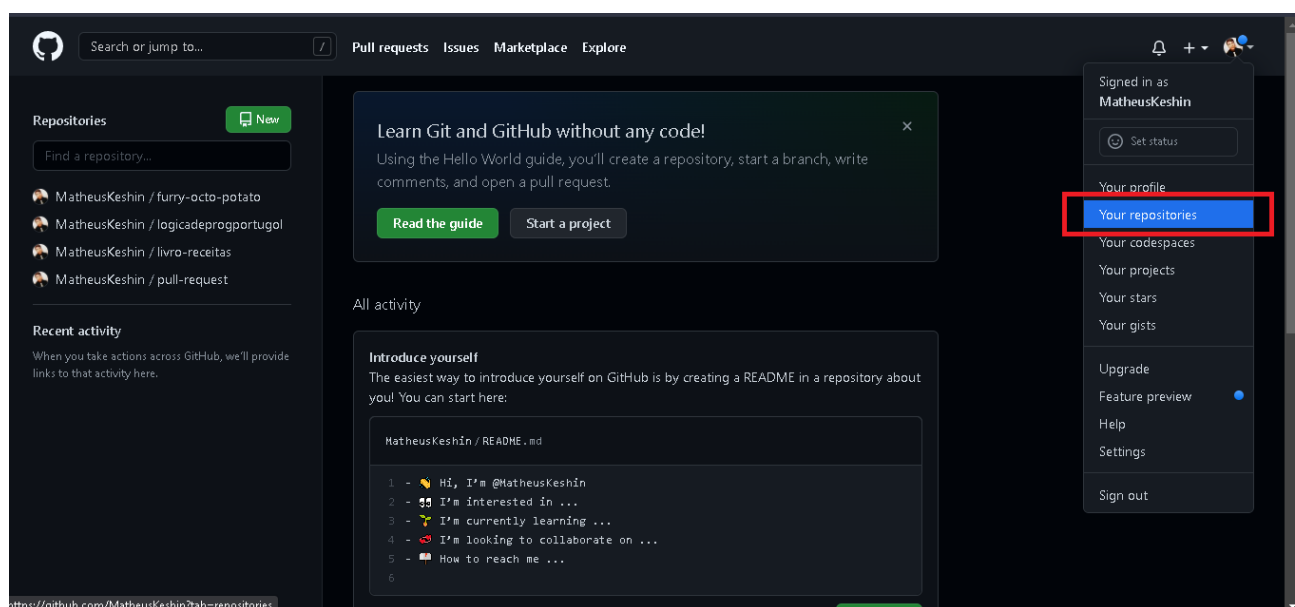 Search or jump to...
/
Pull requests Issues Marketplace Explore
Repositories
New
Find a repository...
MatheusKeshin / furry-octo-potato
MatheusKeshin / logicadeprogportugol
MatheusKeshin / livro-receitas
MatheusKeshin / pull-request
Recent activity
When you take actions across GitHub, we'll provide
links to that activity here.
Learn Git and GitHub without any code!
Using the Hello World guide, you'll create a repository, start a branch, write
comments, and open a pull request.
Read the guide
Start a project
All activity
Introduce yourself
The easiest way to introduce yourself on GitHub is by creating a README in a repository about
you! You can start here:
MatheusKeshin / README.md
1 - 👋 Hi, I'm @MatheusKeshin
2 - 👀 I'm interested in ...
3 - 🌱 I'm currently learning ...
4 - 💞️ I'm looking to collaborate on ...
5 - 📫 How to reach me ...
6
Signed in as
MatheusKeshin
Set status
Your profile
Your repositories
Your codespaces
Your projects
Your stars
Your gists
Upgrade
Feature preview
Help
Settings
Sign out
https://github.com/MatheusKeshin?tab=repositories